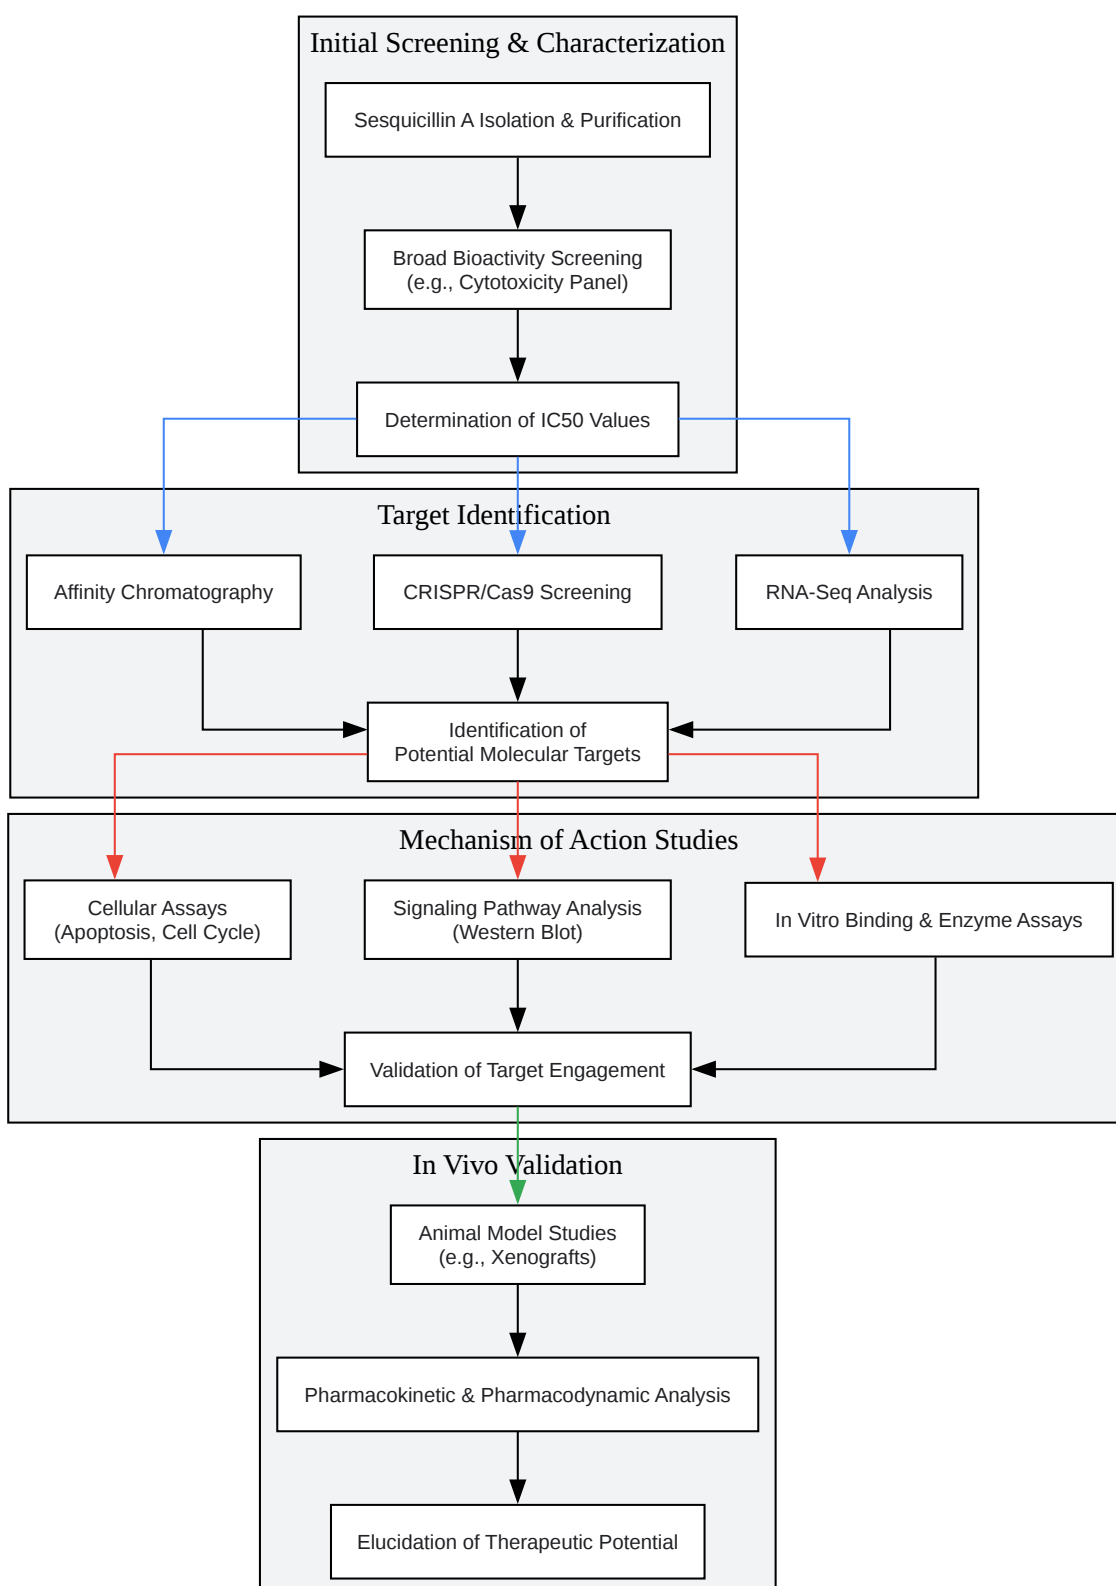 Initial Screening & Characterization
Sesquicillin A Isolation & Purification
Broad Bioactivity Screening
(e.g., Cytotoxicity Panel)
Determination of IC50 Values
Target Identification
Affinity Chromatography
CRISPR/Cas9 Screening
RNA-Seq Analysis
Identification of
Potential Molecular Targets
Mechanism of Action Studies
Cellular Assays
(Apoptosis, Cell Cycle)
Signaling Pathway Analysis
(Western Blot)
In Vitro Binding & Enzyme Assays
Validation of Target Engagement
In Vivo Validation
Animal Model Studies
(e.g., Xenografts)
Pharmacokinetic & Pharmacodynamic Analysis
Elucidation of Therapeutic Potential